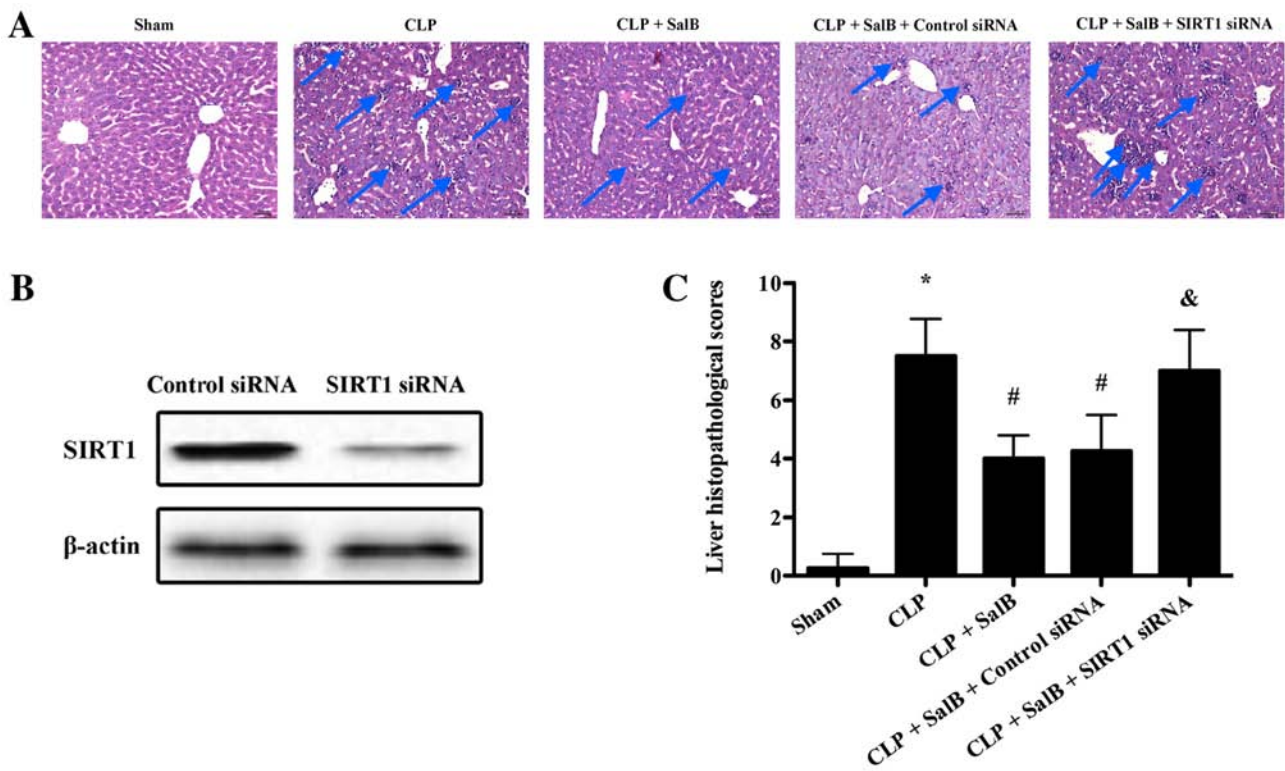 A
Sham
CLP
CLP + SalB
CLP + SalB + Control siRNA
CLP + SalB + SIRT1 siRNA
B
Control siRNA SIRT1 siRNA
SIRT1
β-actin
C
Liver histopathological scores
10
8
6
4
2
0
*
#
#
&
Sham
CLP
CLP + SalB
CLP + SalB + Control siRNA
CLP + SalB + SIRT1 siRNA